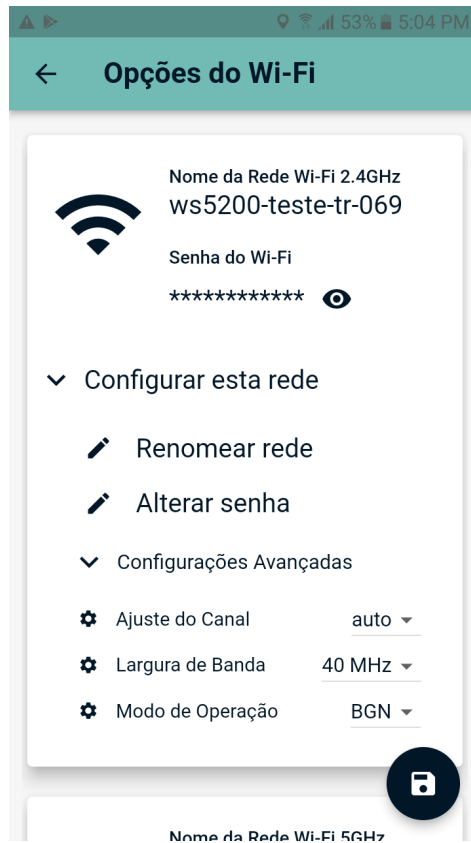 53% 5:04 PM
Opções do Wi-Fi
Nome da Rede Wi-Fi 2.4GHz
ws5200-teste-tr-069
Senha do Wi-Fi
************
Configurar esta rede
Renomear rede
Alterar senha
Configurações Avançadas
Ajuste do Canal auto
Largura de Banda 40 MHz
Modo de Operação BGN
Nome da Rede Wi-Fi 5GHz